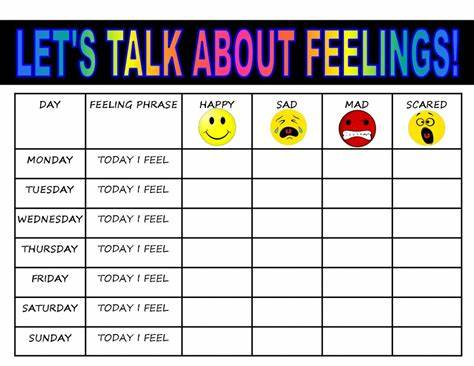 LET'S TALK ABOUT FEELINGS!
DAY FEELING PHRASE HAPPY SAD MAD SCARED
MONDAY TODAY I FEEL
TUESDAY TODAY I FEEL
WEDNESDAY TODAY I FEEL
THURSDAY TODAY I FEEL
FRIDAY TODAY I FEEL
SATURDAY TODAY I FEEL
SUNDAY TODAY I FEEL